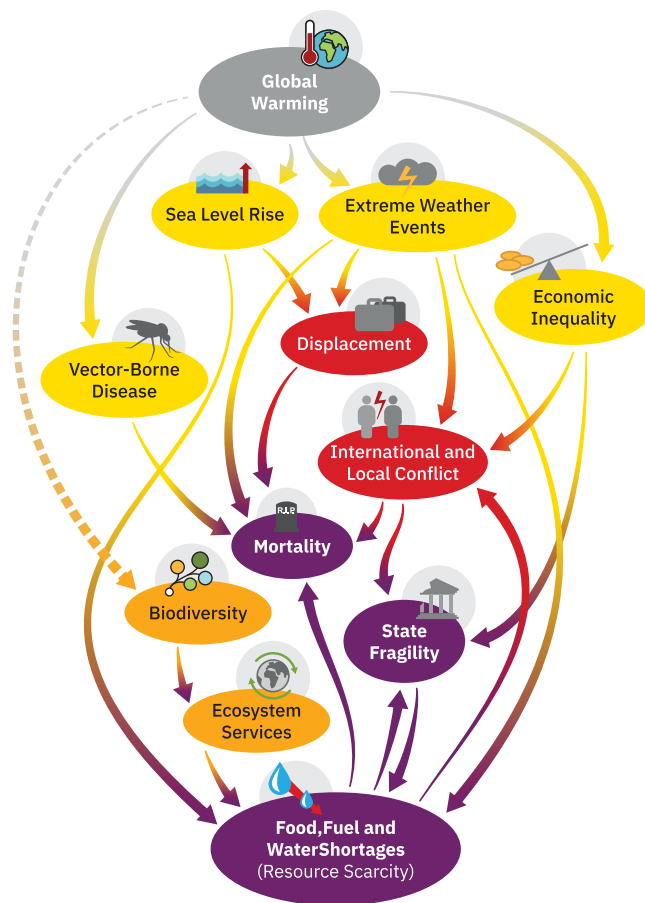 Global
Warming
Sea Level Rise
Extreme Weather
Events
Economic
Inequality
Displacement
Vector-Borne
Disease
International and
Local Conflict
R.I.P
Mortality
Biodiversity
State
Fragility
Ecosystem
Services
Food,Fuel and
WaterShortages
(Resource Scarcity)